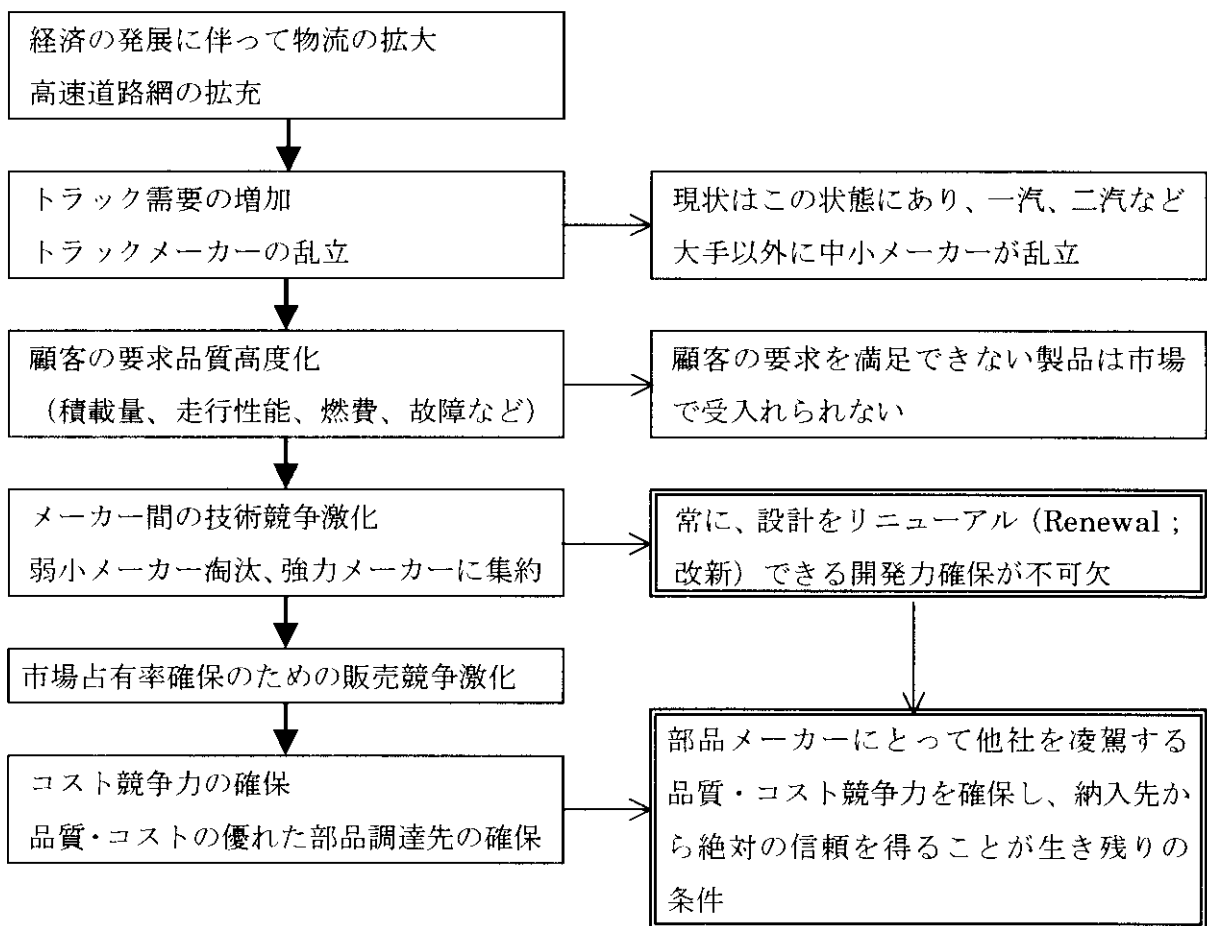 経済の発展に伴って物流の拡大
高速道路網の拡充
トラック需要の増加
トラックメーカーの乱立
現状はこの状態にあり、一汽、二汽など
大手以外に中小メーカーが乱立
顧客の要求品質高度化
（積載量、走行性能、燃費、故障など）
顧客の要求を満足できない製品は市場
で受入れられない
メーカー間の技術競争激化
弱小メーカー淘汰、強力メーカーに集約
常に、設計をリニューアル（Renewal；
改新）できる開発力確保が不可欠
市場占有率確保のための販売競争激化
コスト競争力の確保
品質・コストの優れた部品調達先の確保
部品メーカーにとって他社を凌駕する
品質・コスト競争力を確保し、納入先か
ら絶対の信頼を得ることが生き残りの
条件